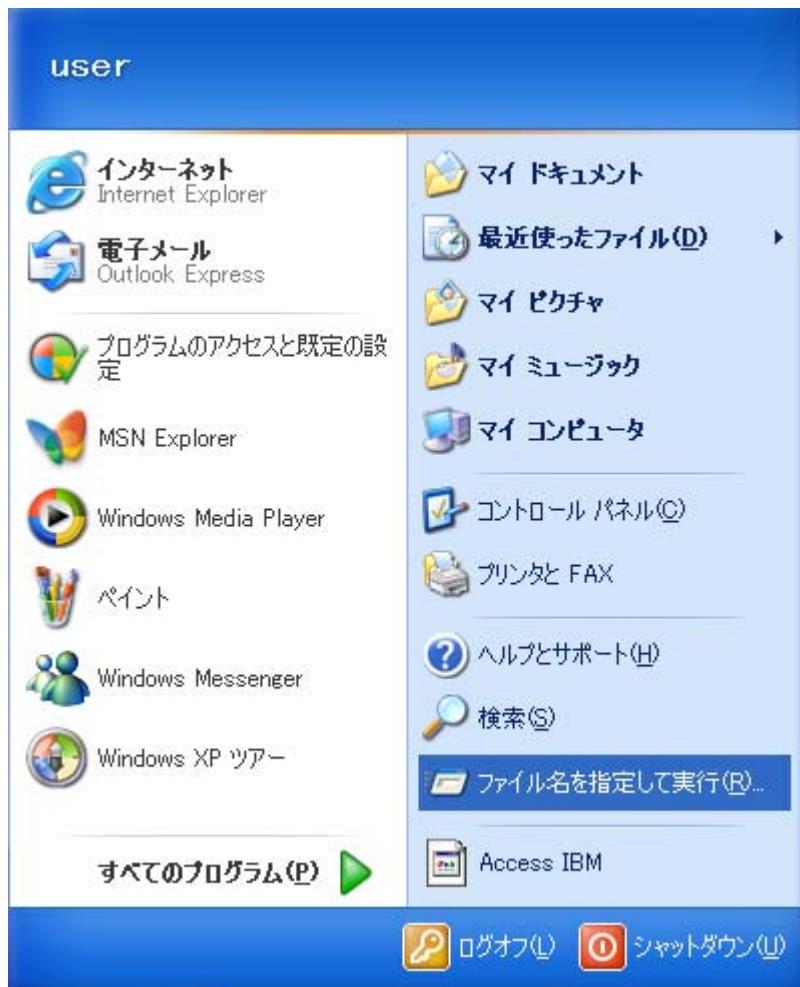 user
インターネット
Internet Explorer
電子メール
Outlook Express
プログラムのアクセスと既定の設
定
MSN Explorer
Windows Media Player
ペイント
Windows Messenger
Windows XP ツアー
すべてのプログラム(P)
マイ ドキュメント
最近使ったファイル(D)
マイ ピクチャ
マイ ミュージック
マイ コンピュータ
コントロール パネル(C)
プリンタと FAX
ヘルプとサポート(H)
検索(S)
ファイル名を指定して実行(R)...
Access IBM
ログオフ(L)
シャットダウン(U)